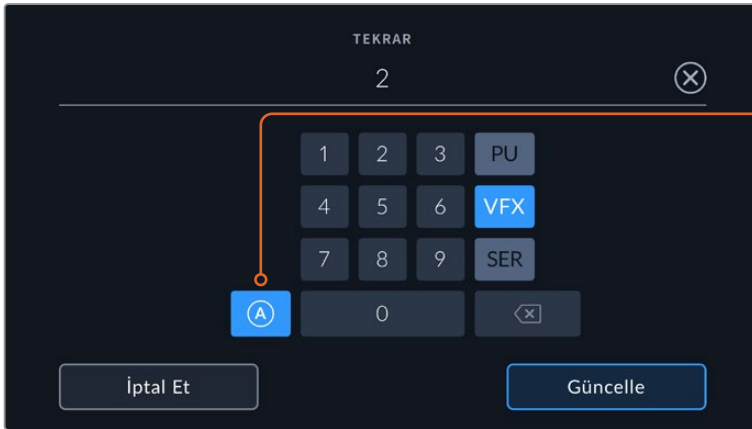 TEKRAR
2
1 2 3 PU
4 5 6 VFX
7 8 9 SER
A 0
İptal Et Güncelle